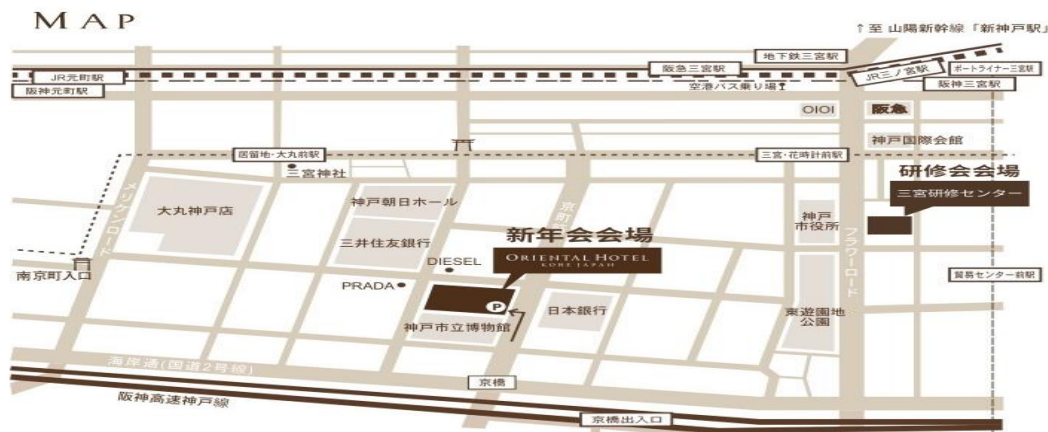 MAP
↑至 山陽新幹線「新神戸駅」
地下鉄三宮駅
JR元町駅
阪急三宮駅
JR三ノ宮駅
ポートライナー三宮駅
阪神元町駅
空港バス乗り場
阪神三宮駅
OIOI
阪急
神戸国際会館
居留地・大丸前駅
三宮・花時計前駅
三宮神社
研修会会場
三宮研修センター
メリケンロード
大丸神戸店
神戸朝日ホール
京町
神戸
市役所
フラワーロード
三井住友銀行
新年会会場
ORIENTAL HOTEL
KOBE JAPAN
DIESEL
南京町入口
PRADA
貿易センター前駅
P
日本銀行
東遊園地
公園
神戸市立博物館
海岸通(国道2号線)
京橋
阪神高速神戸線
京橋出入口